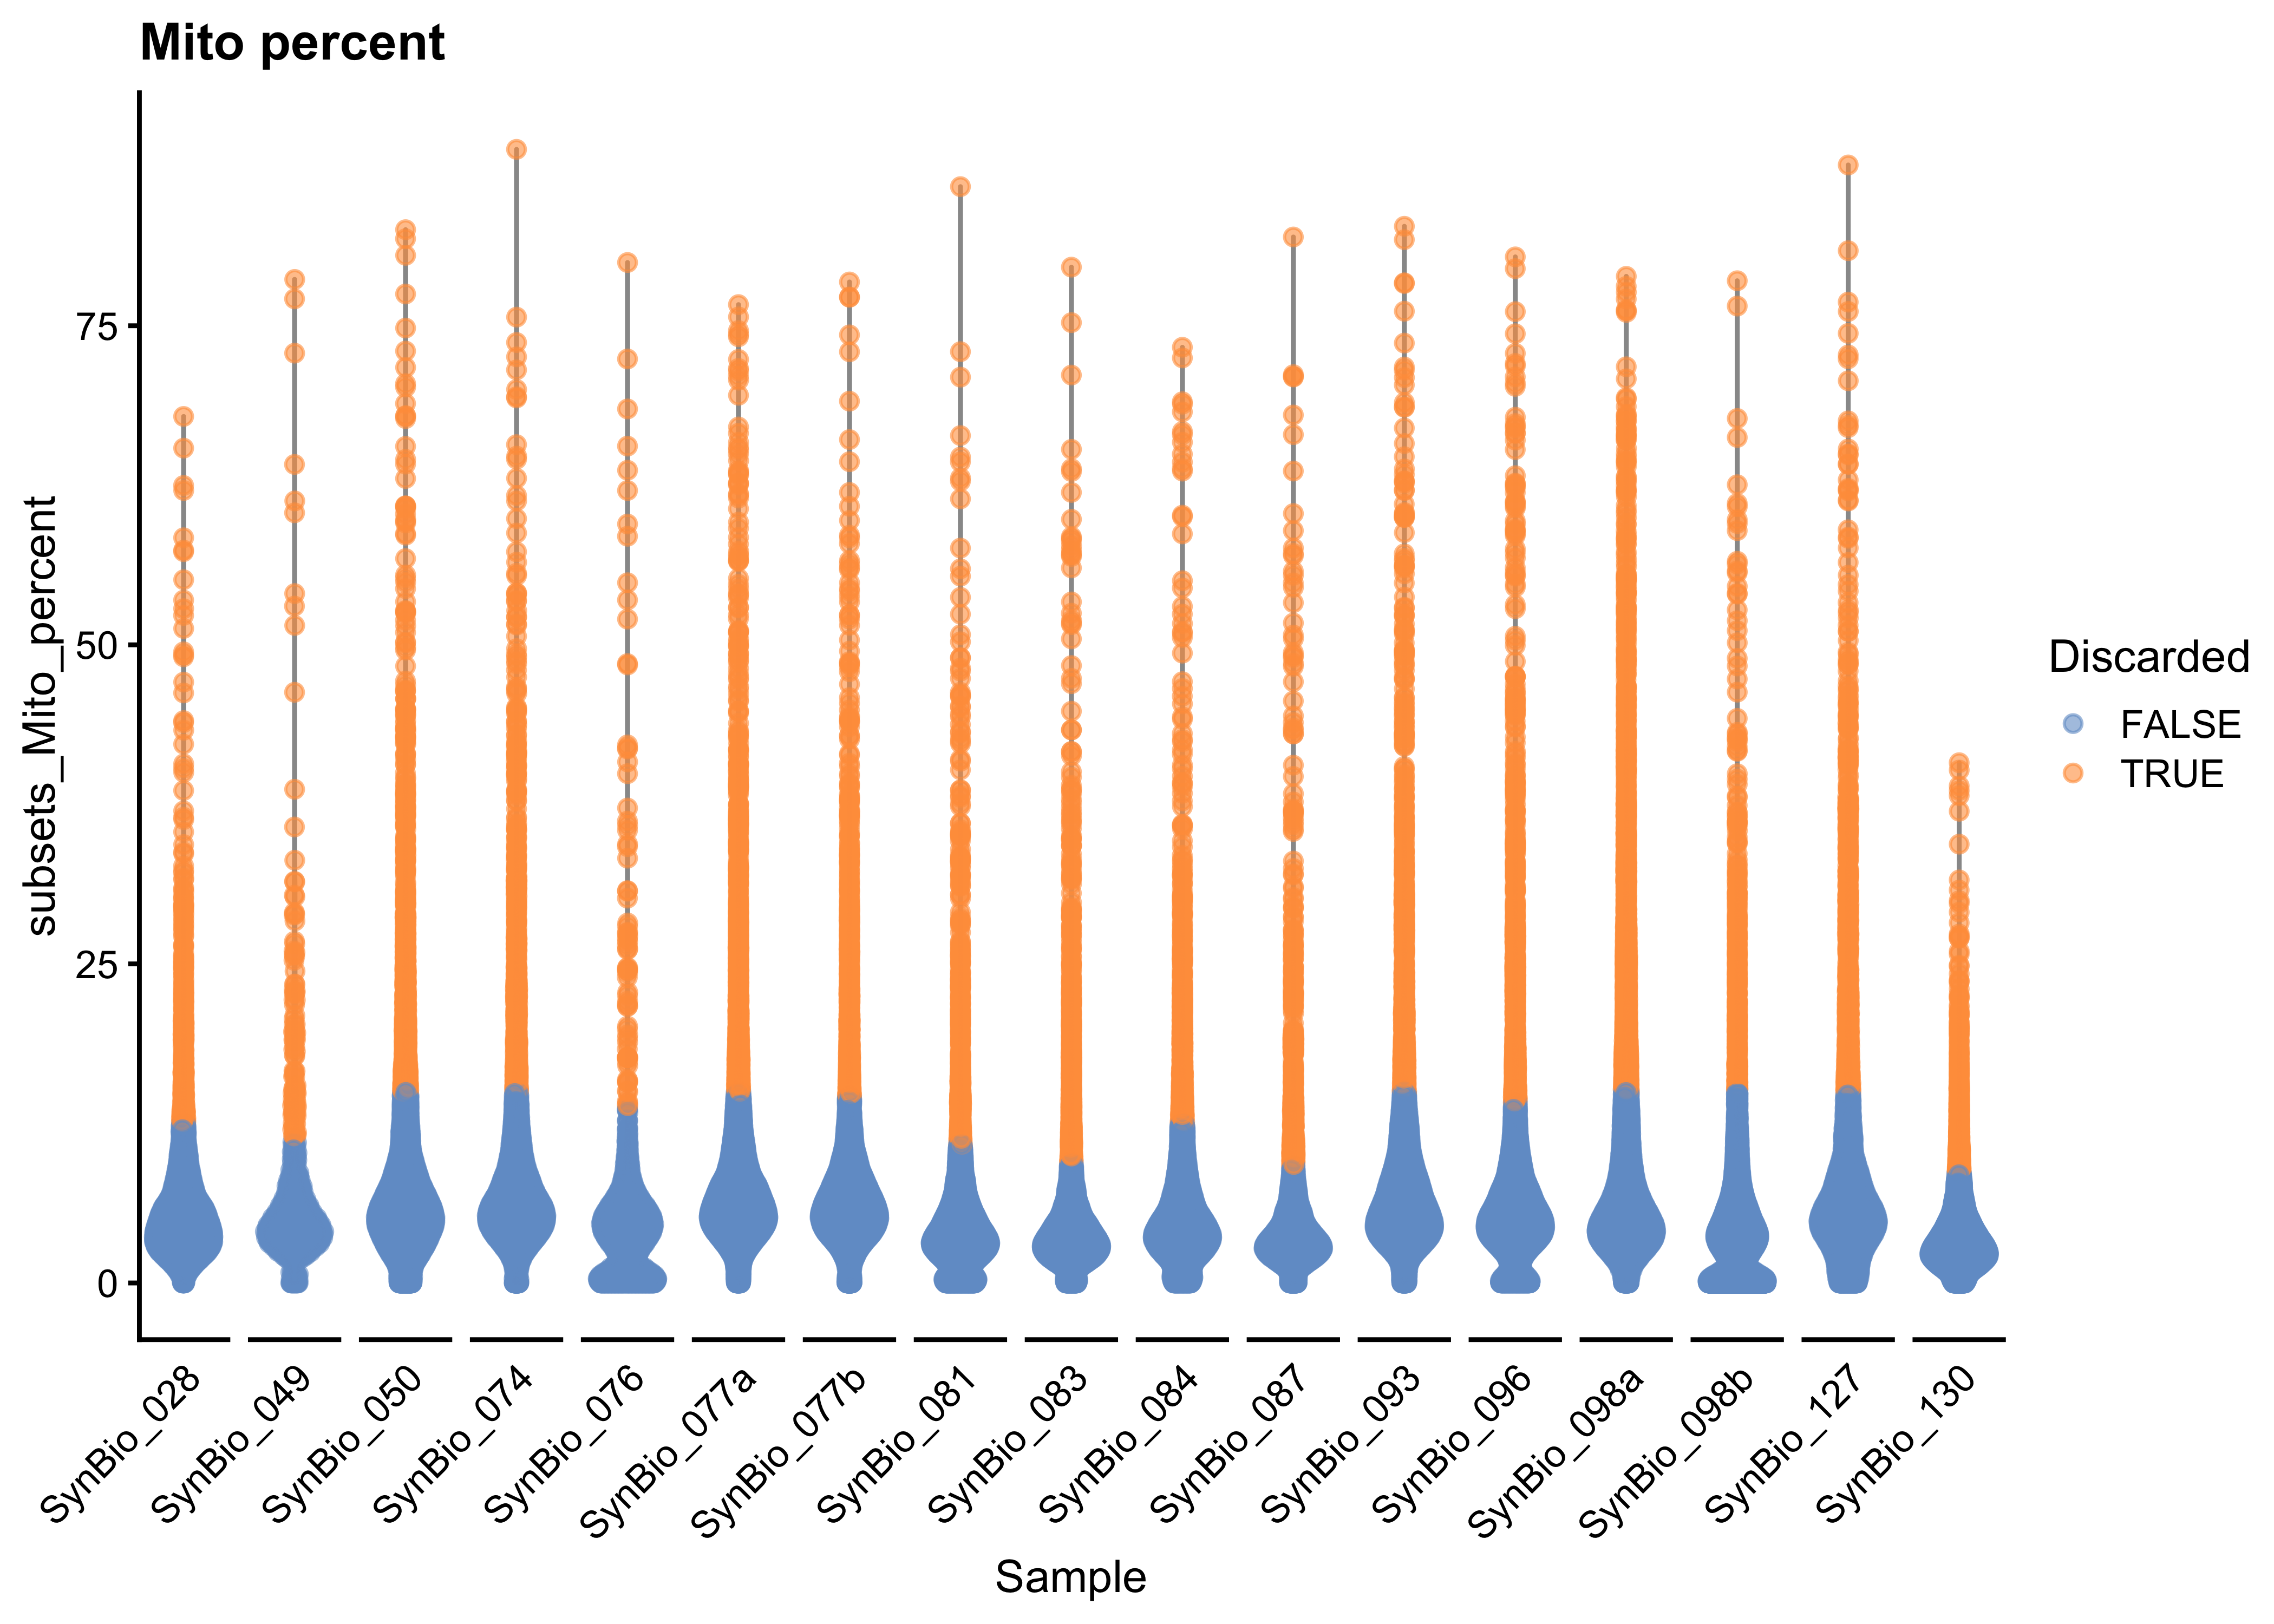 Mito percent
subsets_Mito_percent
75
50
25
0
SynBio_028
SynBio_049
SynBio_050
SynBio_074
SynBio_076
SynBio_077a
SynBio_077b
SynBio_081
SynBio_083
SynBio_084
SynBio_087
SynBio_093
SynBio_096
SynBio_098a
SynBio_098b
SynBio_127
SynBio_130
Sample
Discarded
FALSE
TRUE